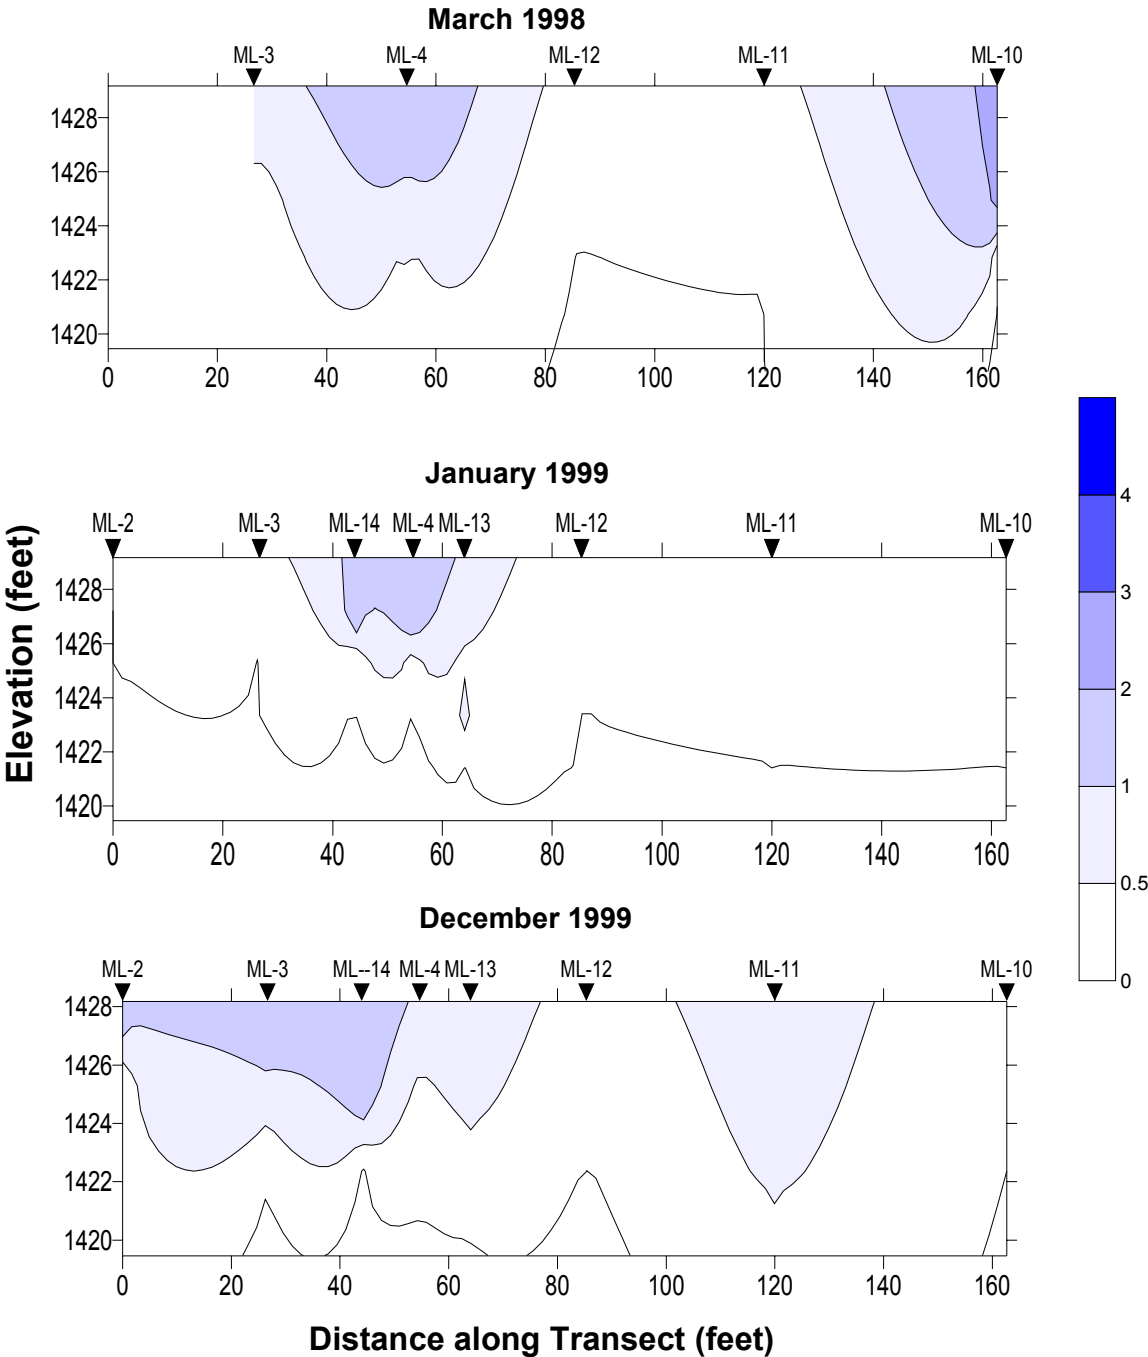 March 1998
ML-3 ML-4 ML-12 ML-11 ML-10
1428
1426
1424
1422
1420
0 20 40 60 80 100 120 140 160
January 1999
ML-2 ML-3 ML-14 ML-4 ML-13 ML-12 ML-11 ML-10
1428
1426
1424
1422
1420
0 20 40 60 80 100 120 140 160
Elevation (feet)
4
3
2
1
0.5
0
December 1999
ML-2 ML-3 ML--14 ML-4 ML-13 ML-12 ML-11 ML-10
1428
1426
1424
1422
1420
0 20 40 60 80 100 120 140 160
Distance along Transect (feet)